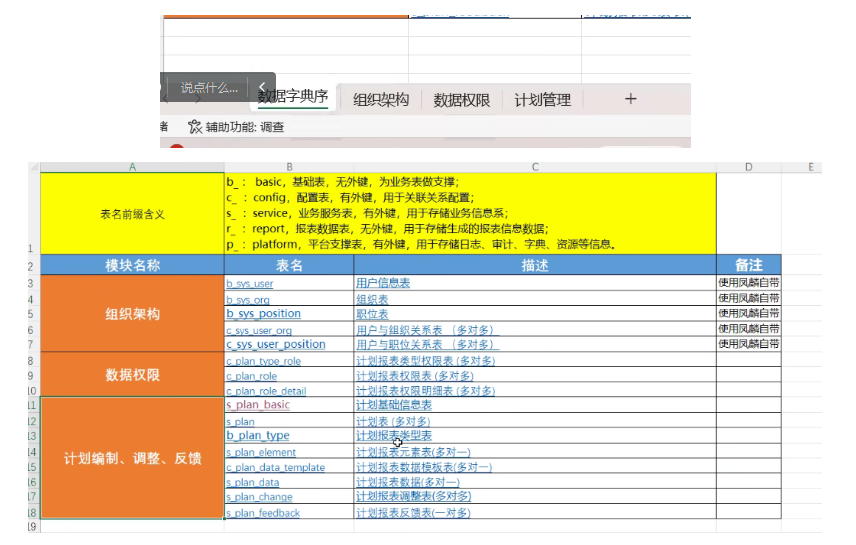 说点什么...
数据字典序 组织架构 数据权限 计划管理 +
辅助功能: 调查
A B C D E
b_ : basic，基础表，无外键，为业务表做支撑；
c_ : config，配置表，有外键，用于关联关系配置；
表名前缀含义 s_ : service，业务服务表，有外键，用于存储业务信息系；
r_ : report，报表数据表，无外键，用于存储生成的报表信息数据；
1 p_ : platform，平台支撑表，有外键，用于存储日志、审计、字典、资源等信息。
2 模块名称 表名 描述 备注
3 b_sys_user 用户信息表 使用凤麟自带
4 b_sys_org 组织表 使用凤麟自带
5 组织架构 b_sys_position 职位表 使用凤麟自带
6 c_sys_user_org 用户与组织关系表 （多对多） 使用凤麟自带
7 c_sys_user_position 用户与职位关系表 （多对多） 使用凤麟自带
8 c_plan_type_role 计划报表类型权限表 (多对多)
9 数据权限 c_plan_role 计划报表权限表 (多对多)
10 c_plan_role_detail 计划报表权限明细表 (多对多)
11 s_plan_basic 计划基础信息表
12 s_plan 计划表 (多对多)
13 b_plan_type 计划报表类型表
14 计划编制、调整、反馈 s_plan_element 计划报表元素表(多对一)
15 c_plan_data_template 计划报表数据模板表(多对一)
16 s_plan_data 计划报表数据(多对一)
17 s_plan_change 计划报表调整表(多对多)
18 s_plan_feedback 计划报表反馈表(一对多)
19